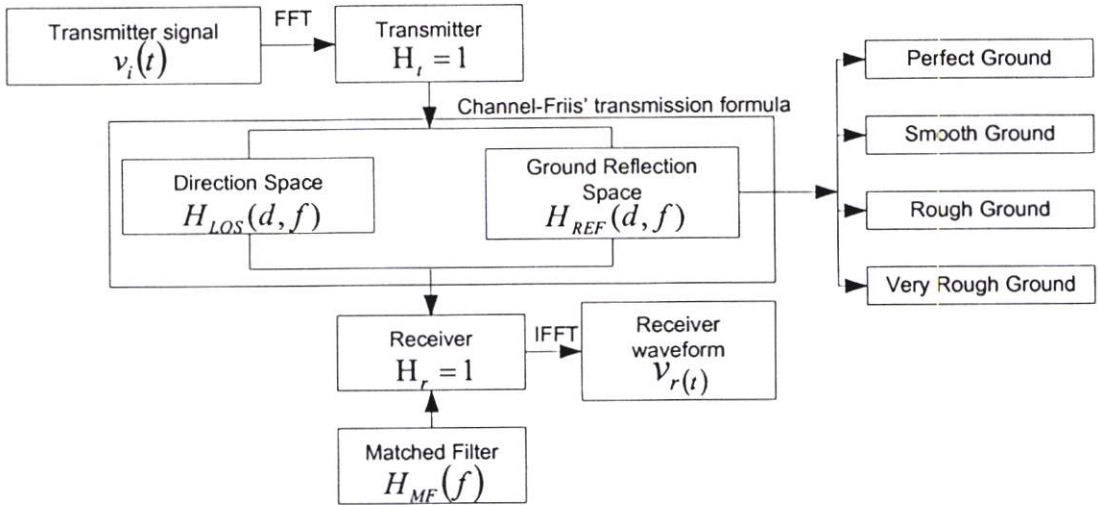 Transmitter signal
v_i(t)
FFT
Transmitter
H_t = 1
Channel-Friis' transmission formula
Direction Space
H_LOS(d, f)
Ground Reflection
Space
H_REF(d, f)
Perfect Ground
Smooth Ground
Rough Ground
Very Rough Ground
Receiver
H_r = 1
IFFT
Receiver
waveform
v_r(t)
Matched Filter
H_MF(f)